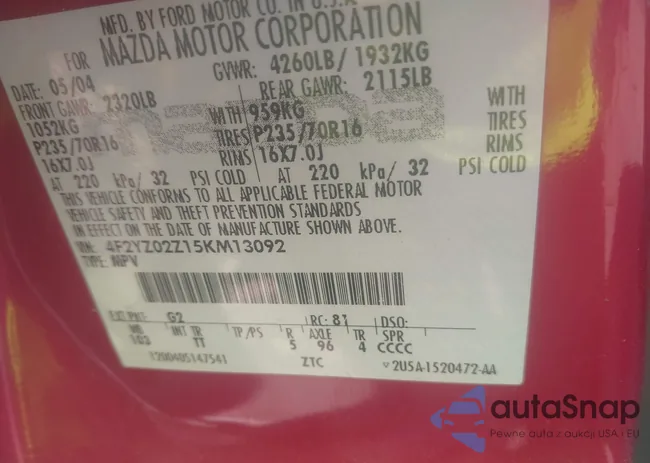 MFD. BY FORD MOTOR CO. IN U.S.A.
FOR MAZDA MOTOR CORPORATION
DATE: 05/04 GVWR: 4260LB/ 1932KG
FRONT GAWR: 2320LB REAR GAWR: 2115LB
1052KG WITH 959KG WITH
P235/70R16 TIRES P235/70R16 TIRES
16X7.0J RIMS 16X7.0J RIMS
AT 220 kPa/ 32 PSI COLD AT 220 kPa/ 32 PSI COLD
THIS VEHICLE CONFORMS TO ALL APPLICABLE FEDERAL MOTOR
VEHICLE SAFETY AND THEFT PREVENTION STANDARDS
IN EFFECT ON THE DATE OF MANUFACTURE SHOWN ABOVE.
VIN: 4F2YZ02Z15KM13092
TYPE: MPV
EXT PNT: G2 RC: 81 DSO:
WB INT TR TP/PS R AXLE TR SPR
103 TT 5 96 4 CCCC
1200405147541 ZTC 2U5A-1520472-AA
autaSnap
Pewne auta z aukcji USA i EU